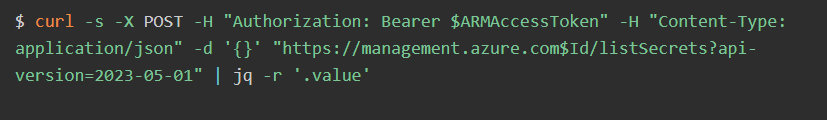 $ curl -s -X POST -H "Authorization: Bearer $ARMAccessToken" -H "Content-Type:
application/json" -d '{}' "https://management.azure.com$Id/listSecrets?api-
version=2023-05-01" | jq -r '.value'